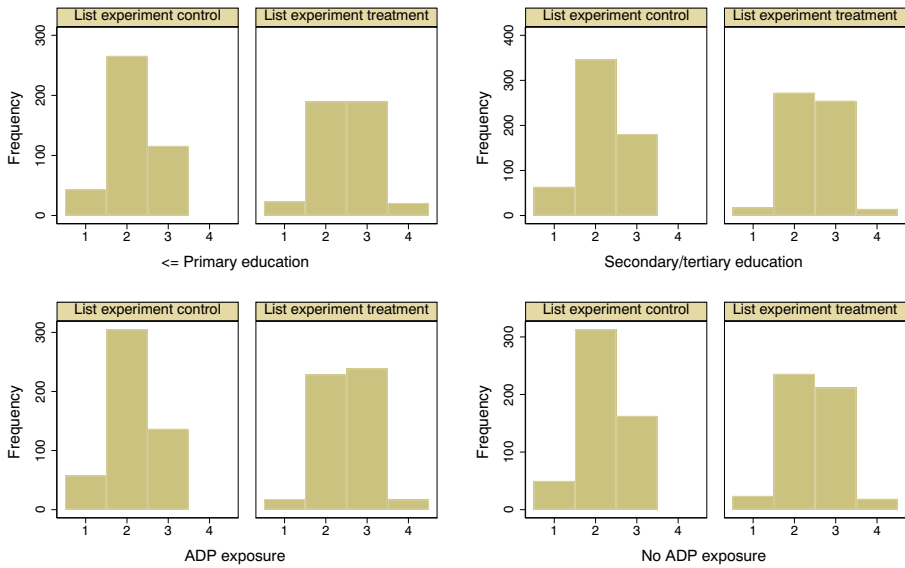 List experiment control
List experiment treatment
Frequency
0 100 200 300
1 2 3 4
1 2 3 4
<= Primary education
List experiment control
List experiment treatment
Frequency
0 100 200 300 400
1 2 3 4
1 2 3 4
Secondary/tertiary education
List experiment control
List experiment treatment
Frequency
0 100 200 300
1 2 3 4
1 2 3 4
ADP exposure
List experiment control
List experiment treatment
Frequency
0 100 200 300
1 2 3 4
1 2 3 4
No ADP exposure